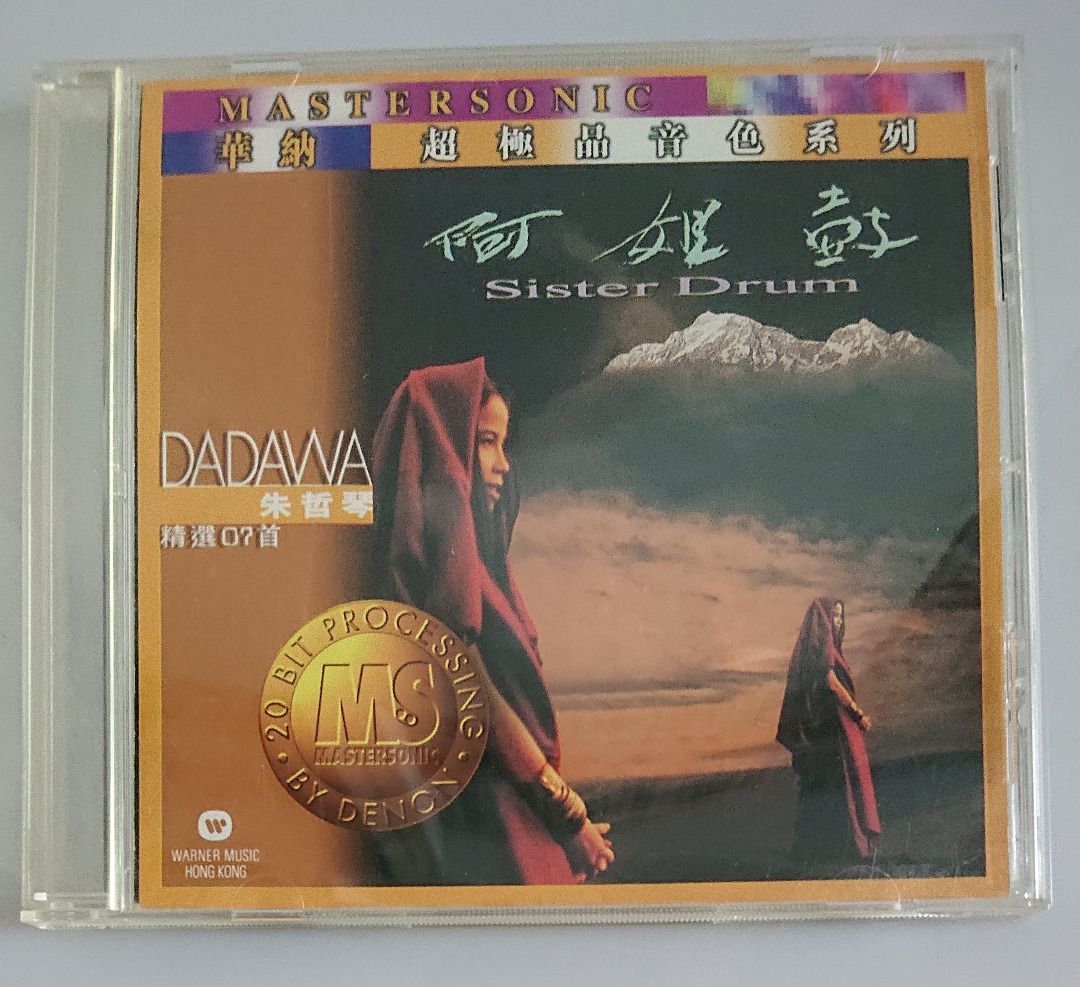 MASTERSONIC
華納 超極品音色系列
阿姐鼓
Sister Drum
DADAWA
朱哲琴
精選07首
20 BIT PROCESSING
MS
MASTERSONIC
BY DENON
WARNER MUSIC
HONG KONG